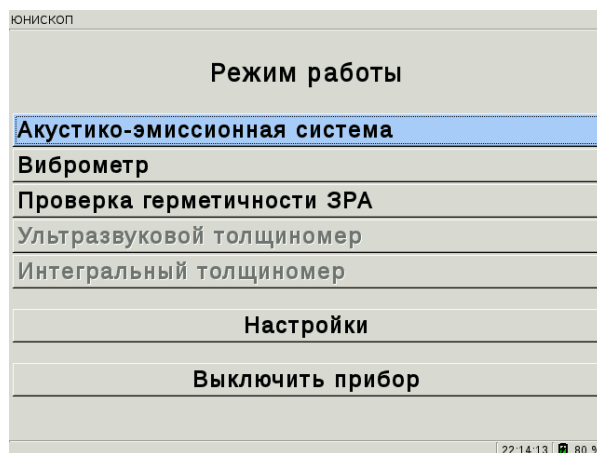 юнископ
Режим работы
Акустико-эмиссионная система
Виброметр
Проверка герметичности ЗРА
Ультразвуковой толщиномер
Интегральный толщиномер
Настройки
Выключить прибор
22:14:13 80 %